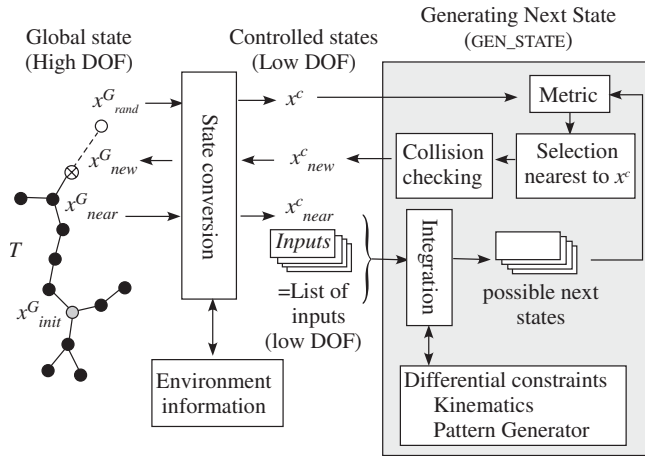 Generating Next State
(GEN_STATE)
Global state
(High DOF)
Controlled states
(Low DOF)
x^G_rand
x^c
Metric
State conversion
x^G_new
x^c_new
Collision
checking
Selection
nearest to x^c
x^G_near
x^c_near
T
Inputs
Integration
=List of
inputs
(low DOF)
possible next
states
x^G_init
Environment
information
Differential constraints
Kinematics
Pattern Generator